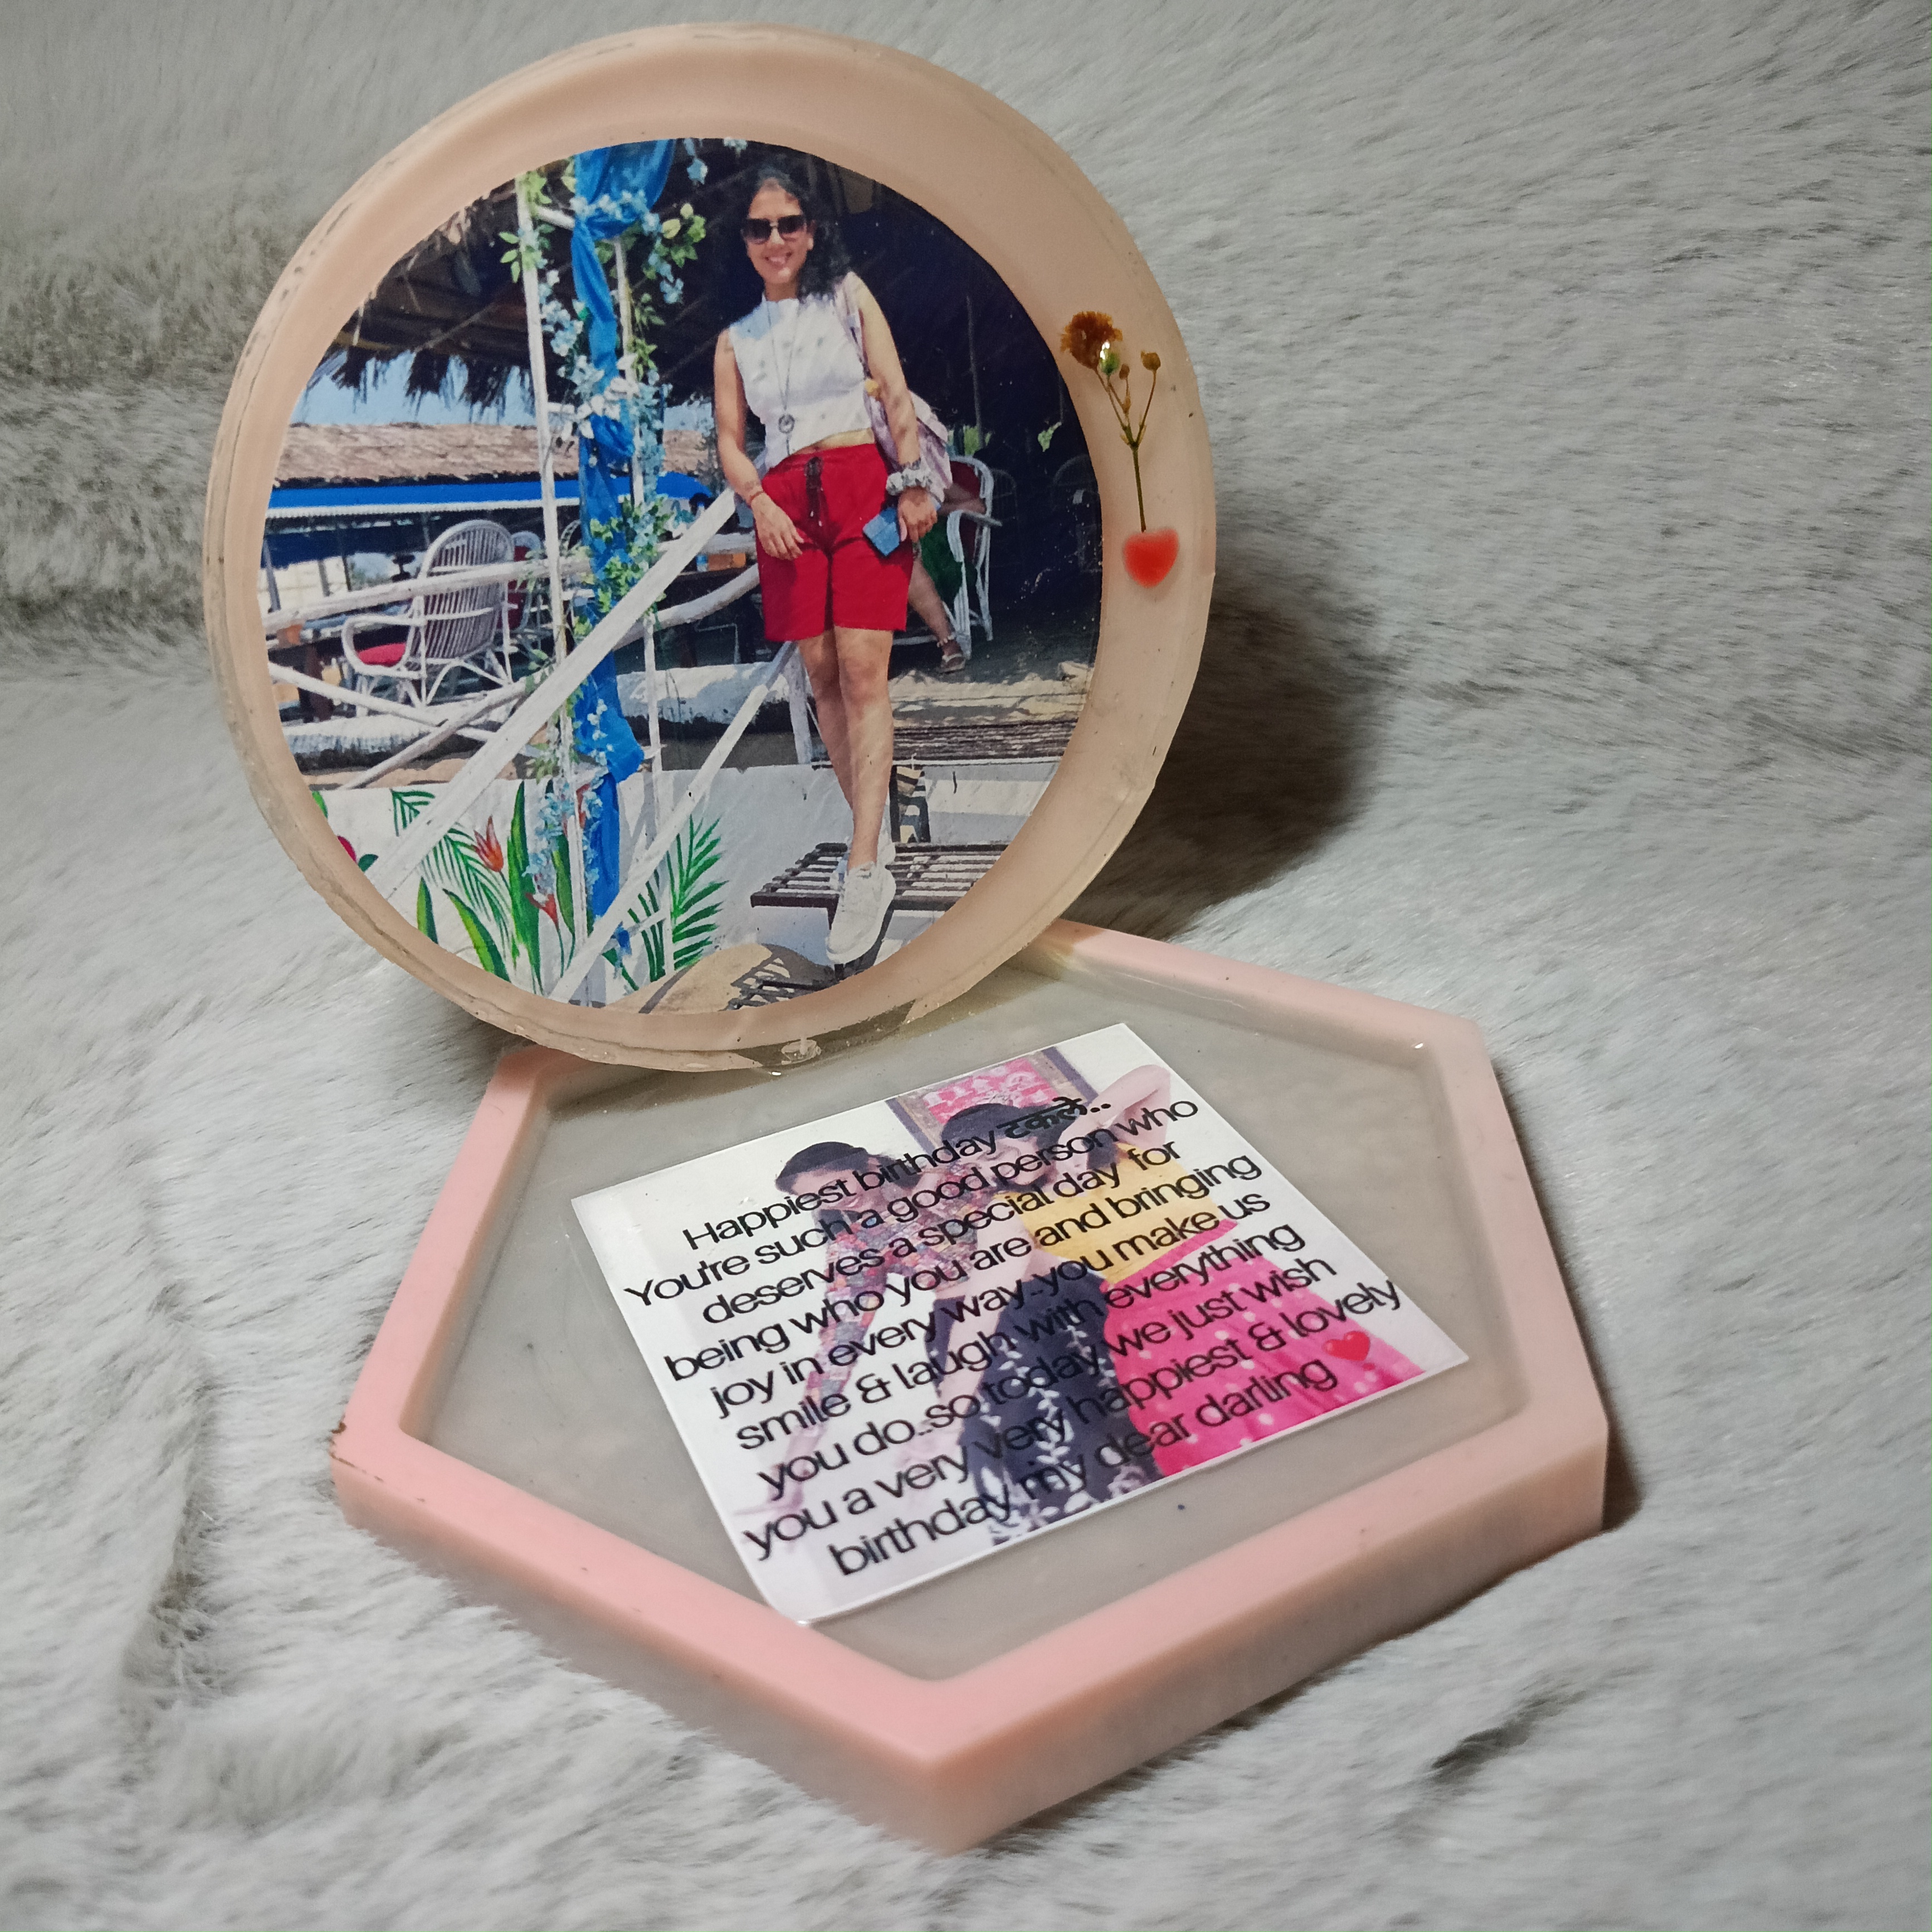 Happiest birthday टकले..
You're such a good person who
deserves a special day for
being who you are and bringing
joy in every way..you make us
smile & laugh with everything
you do..so today we just wish
you a very very happiest & lovely
birthday my dear darling ❤️